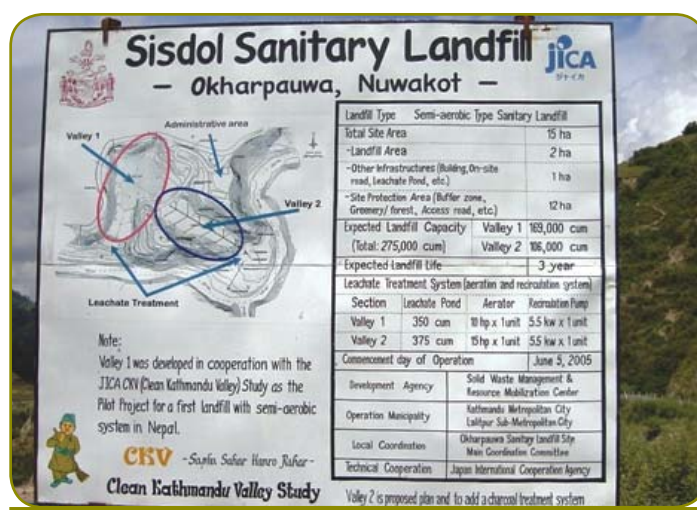 Sisdol Sanitary Landfill
JICA
ジャイカ
— Okharpauwa, Nuwakot —
Valley 1
Administrative area
Valley 2
Leachate Treatment
Landfill Type Semi-aerobic Type Sanitary Landfill
Total Site Area 15 ha
-Landfill Area 2 ha
-Other Infrastructures (Building, On-site
road, Leachate Pond, etc.) 1 ha
-Site Protection Area (Buffer zone,
Greenery/ forest, Access road, etc.) 12 ha
Expected Landfill Capacity Valley 1 169,000 cum
(Total: 275,000 cum) Valley 2 106,000 cum
Expected Landfill Life 3 year
Leachate Treatment System (aeration and recirculation system)
Section Leachate Pond Aerator Recirculation Pump
Valley 1 350 cum 10 hp x 1 unit 5.5 kw x 1 unit
Valley 2 375 cum 15 hp x 1 unit 5.5 kw x 1 unit
Commencement day of Operation June 5, 2005
Development Agency Solid Waste Management &
Resource Mobilization Center
Operation Municipality Kathmandu Metropolitan City
Lalitpur Sub-Metropolitan City
Local Coordination Okharpauwa Sanitary Landfill Site
Main Coordination Committee
Technical Cooperation Japan International Cooperation Agency
Note:
Valley 1 was developed in cooperation with the
JICA CKV (Clean Kathmandu Valley) Study as the
Pilot Project for a first landfill with semi-aerobic
system in Nepal.
CKV -Sapha Sahar Hamro Rahar-
Clean Kathmandu Valley Study
Valley 2 is proposed plan and to add a charcoal treatment system